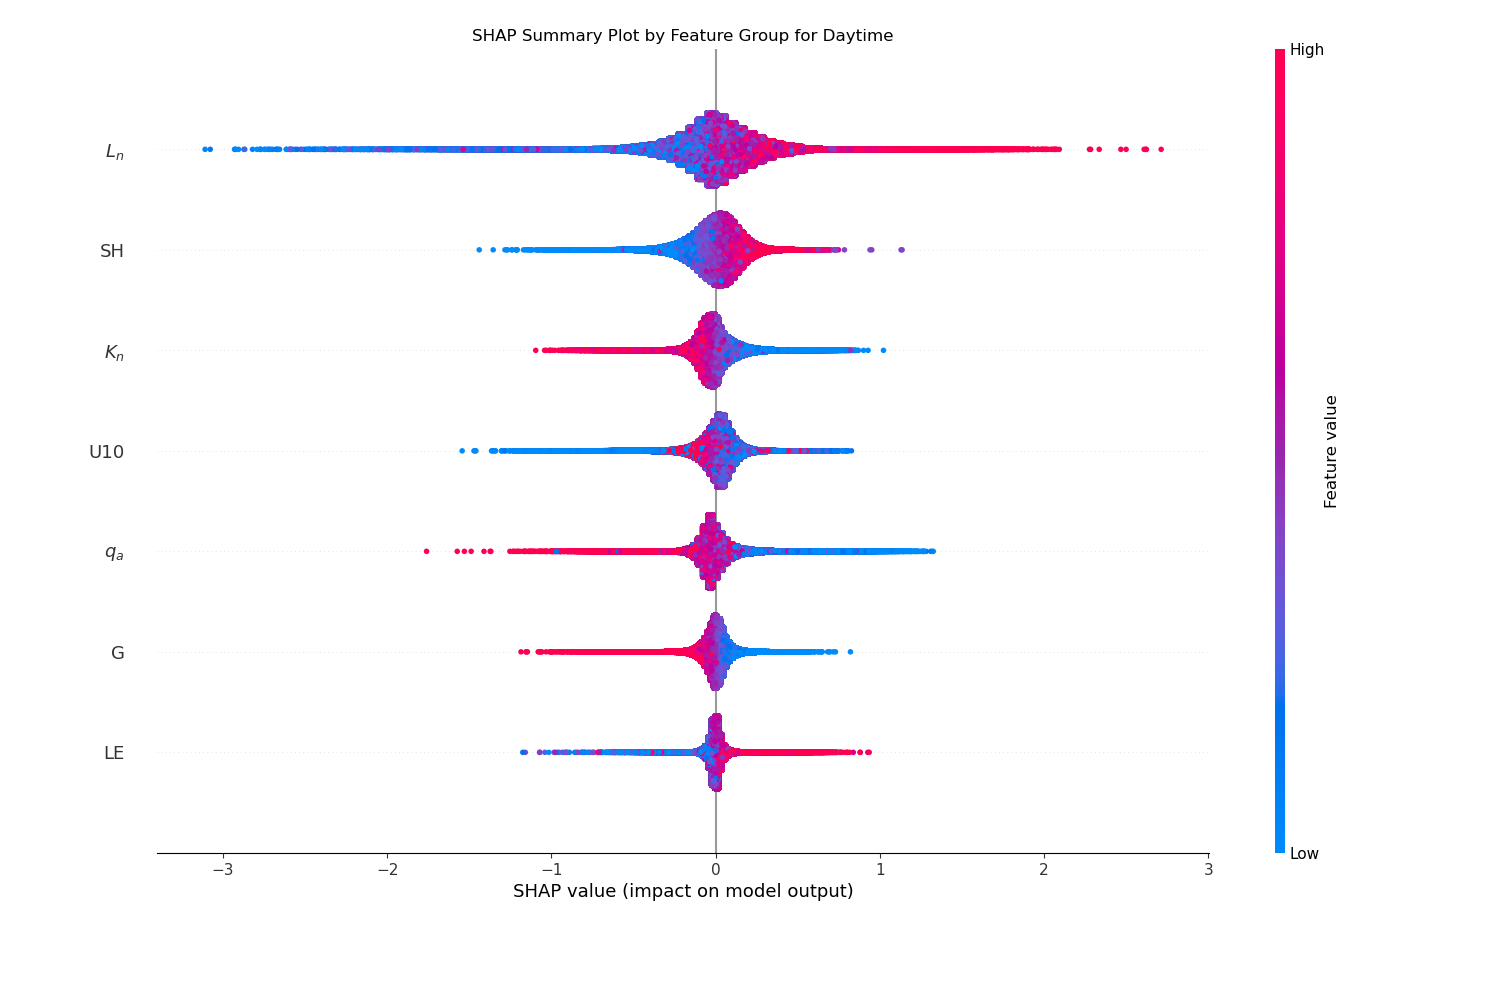 SHAP Summary Plot by Feature Group for Daytime
High
Lₙ
SH
Kₙ
U10
qₐ
G
LE
Feature value
Low
−3 −2 −1 0 1 2 3
SHAP value (impact on model output)